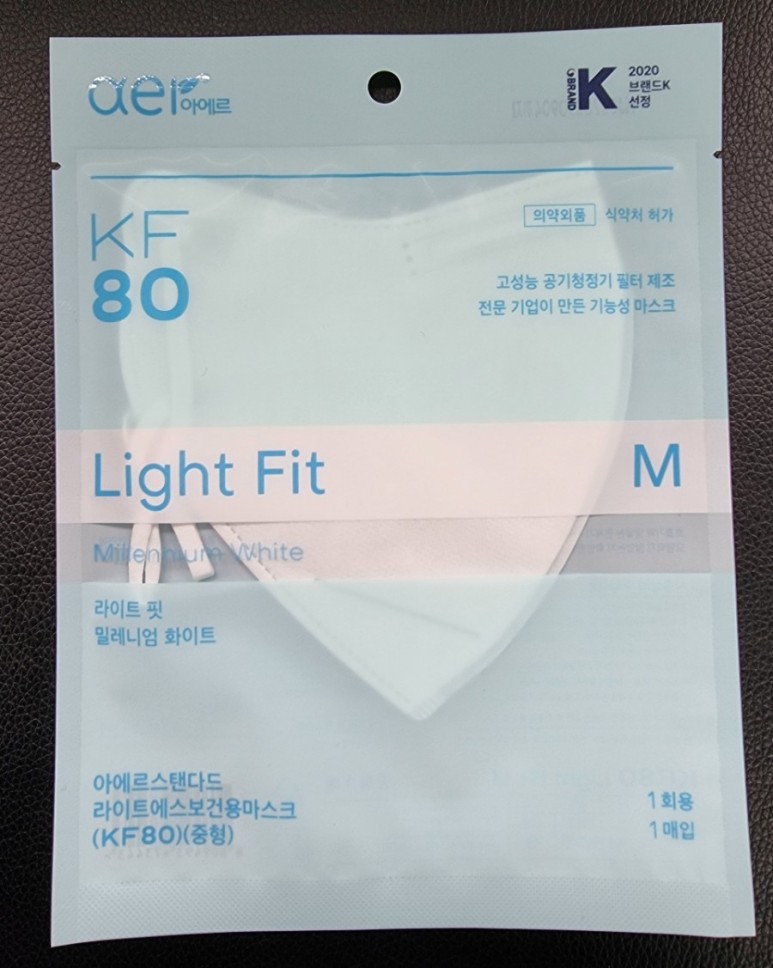 aer 아에르
BRAND K
2020
브랜드K
선정
KF
80
의약외품 식약처 허가
고성능 공기청정기 필터 제조
전문 기업이 만든 기능성 마스크
Light Fit
M
Millennium White
라이트 핏
밀레니엄 화이트
아에르스탠다드
라이트에스보건용마스크
(KF80)(중형)
1회용
1매입